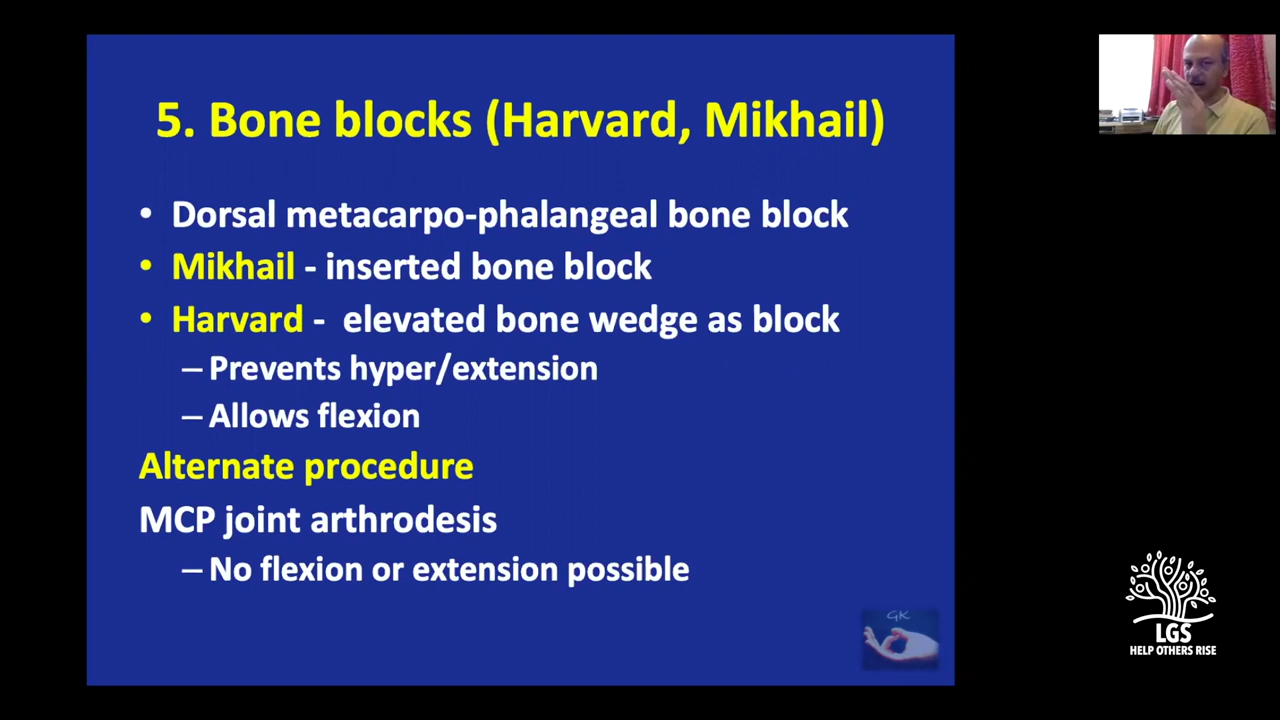 5. Bone blocks (Harvard, Mikhail)
• Dorsal metacarpo-phalangeal bone block
• Mikhail - inserted bone block
• Harvard - elevated bone wedge as block
– Prevents hyper/extension
– Allows flexion
Alternate procedure
MCP joint arthrodesis
– No flexion or extension possible
GK
LGS
HELP OTHERS RISE